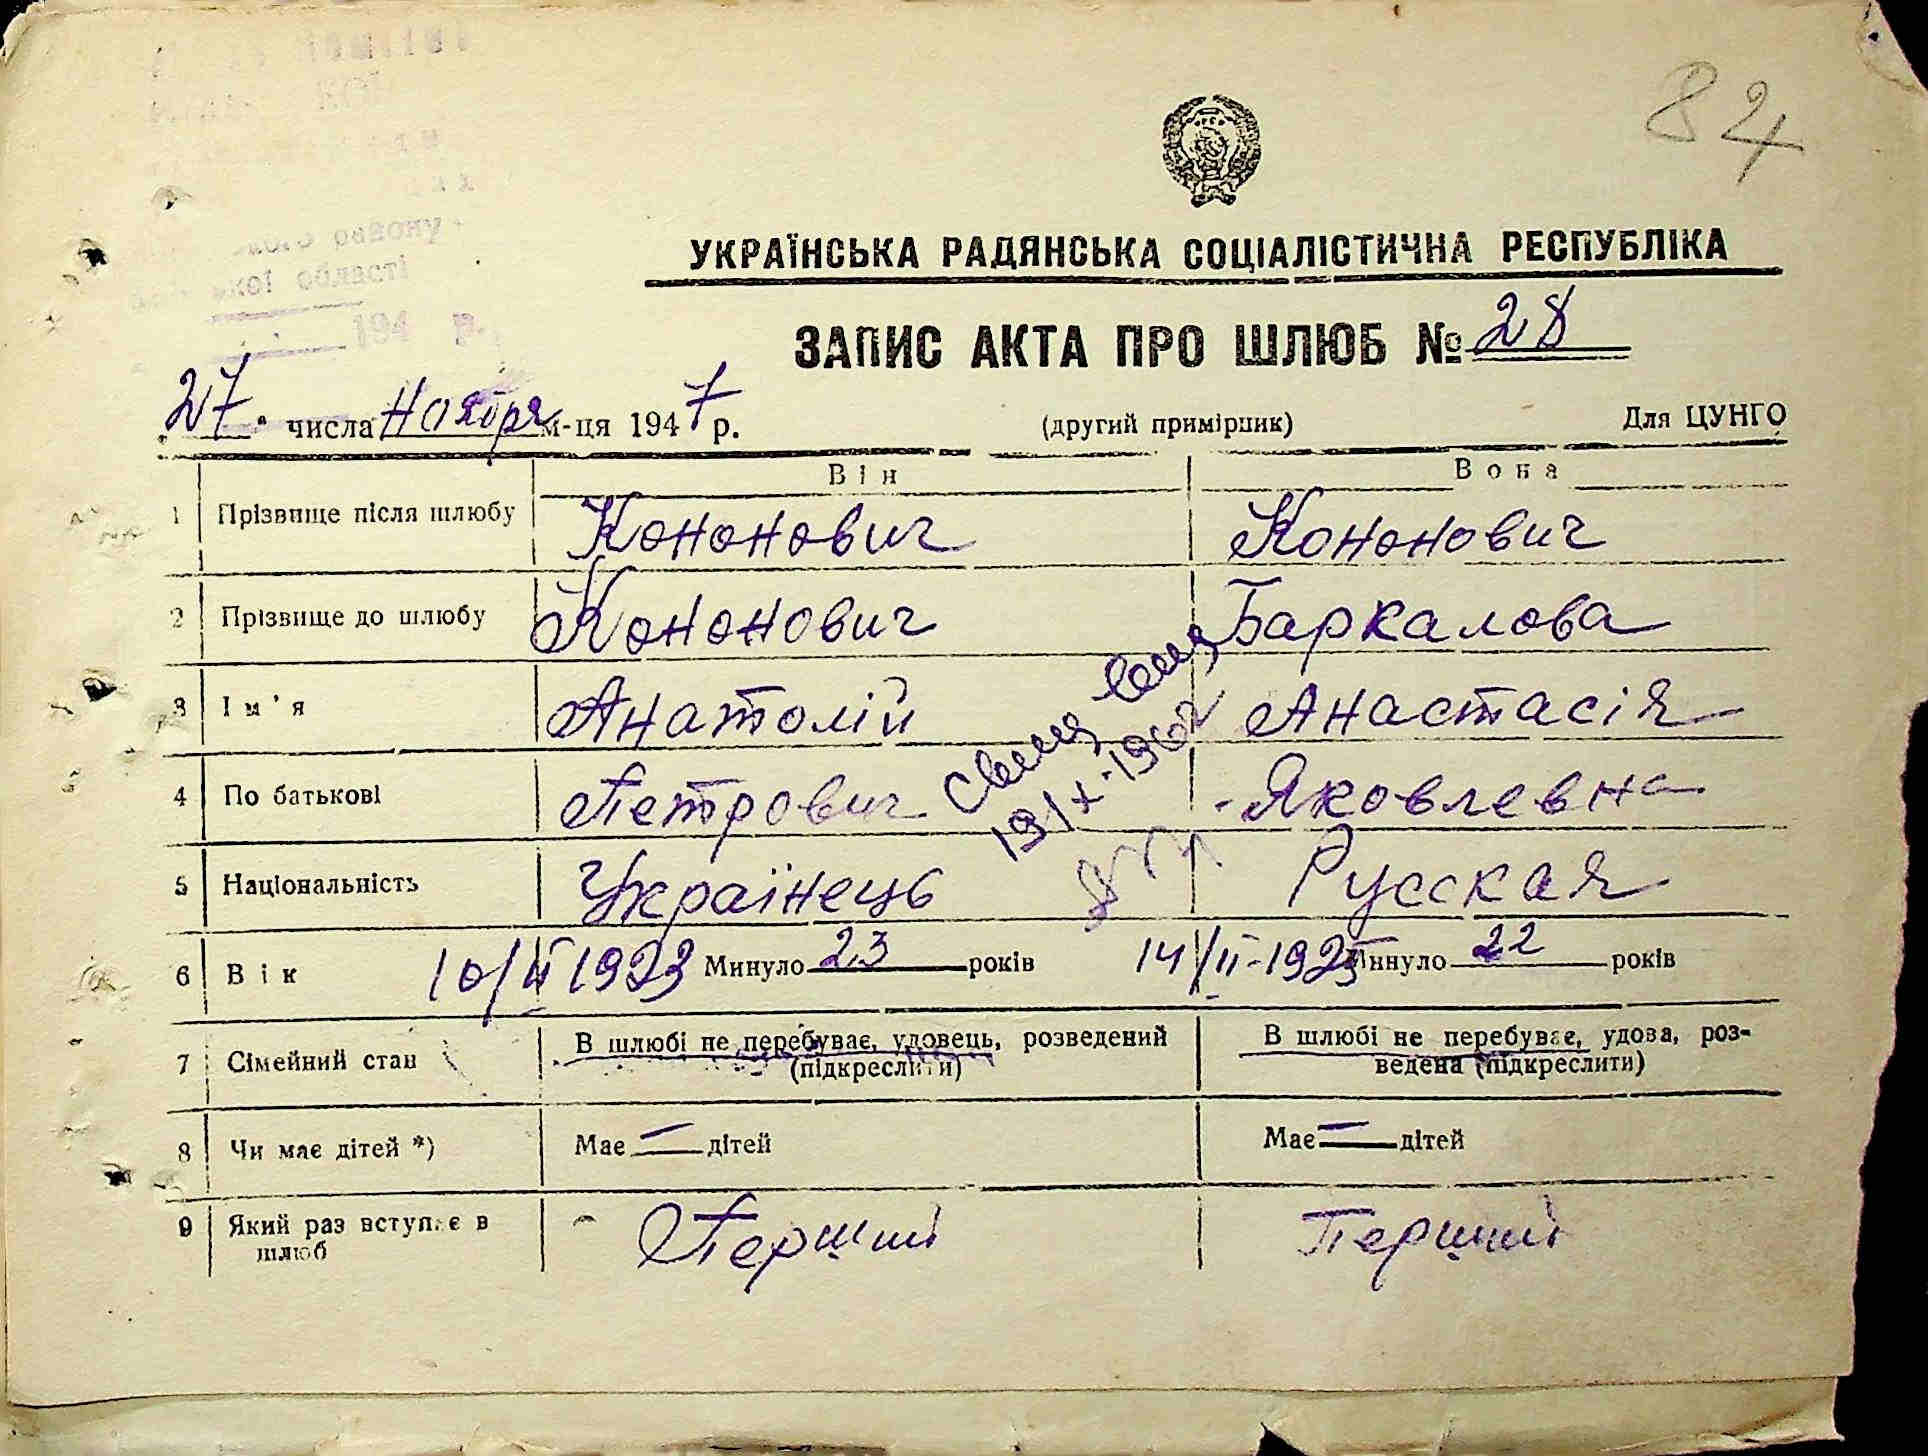 84
району
кої області
194 р.
УКРАЇНСЬКА РАДЯНСЬКА СОЦІАЛІСТИЧНА РЕСПУБЛІКА
ЗАПИС АКТА ПРО ШЛЮБ № 28
27 числа Ноября м-ця 1947 р. (другий примірник) Для ЦУНГО
Він Вона
1 Прізвище після шлюбу Кононович Кононович
2 Прізвище до шлюбу Кононович Баркалова
3 Ім'я Анатолій Анастасія
4 По батькові Петрович Яковлевна
5 Національність Українець Русская
6 Вік 10/II 1923 Минуло 23 років 14/II-1925 Минуло 22 років
7 Сімейний стан В шлюбі не перебуває, удовець, розведений (підкреслити) В шлюбі не перебуває, удова, розведена (підкреслити)
8 Чи має дітей *) Має — дітей Має — дітей
9 Який раз вступає в шлюб Перший Перший